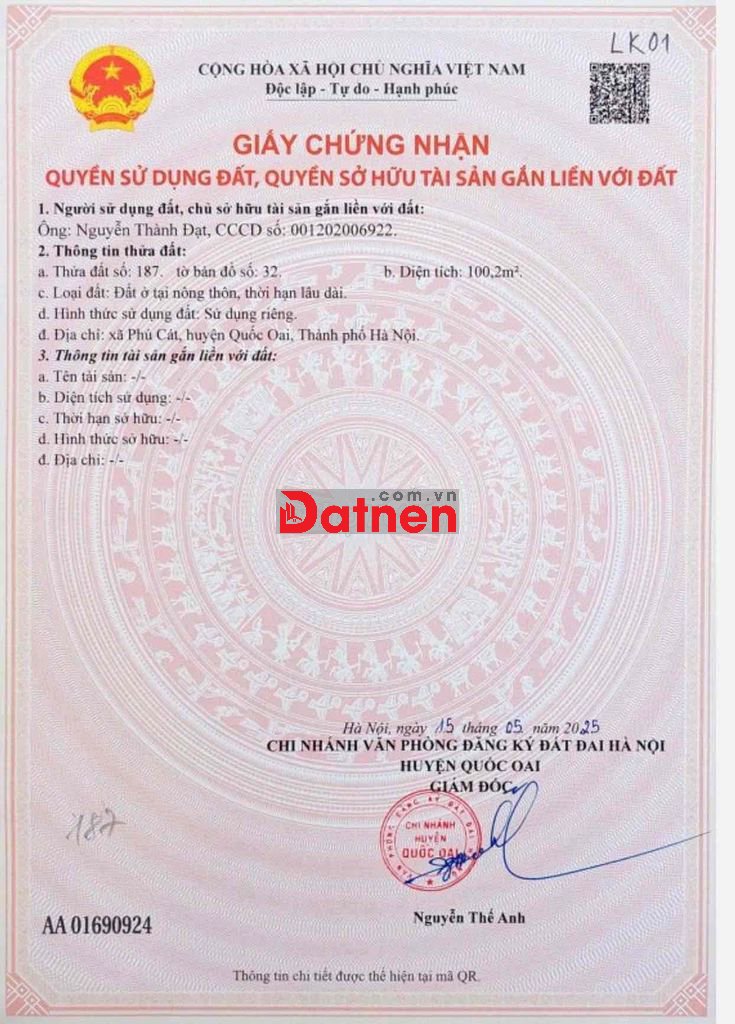 LK01
CỘNG HÒA XÃ HỘI CHỦ NGHĨA VIỆT NAM
Độc lập - Tự do - Hạnh phúc
GIẤY CHỨNG NHẬN
QUYỀN SỬ DỤNG ĐẤT, QUYỀN SỞ HỮU TÀI SẢN GẮN LIỀN VỚI ĐẤT
1. Người sử dụng đất, chủ sở hữu tài sản gắn liền với đất:
Ông: Nguyễn Thành Đạt, CCCD số: 001202006922.
2. Thông tin thửa đất:
a. Thửa đất số: 187. tờ bản đồ số: 32. b. Diện tích: 100,2m².
c. Loại đất: Đất ở tại nông thôn, thời hạn lâu dài.
d. Hình thức sử dụng đất: Sử dụng riêng.
đ. Địa chỉ: xã Phú Cát, huyện Quốc Oai, Thành phố Hà Nội.
3. Thông tin tài sản gắn liền với đất:
a. Tên tài sản: -/-
b. Diện tích sử dụng: -/-
c. Thời hạn sở hữu: -/-
d. Hình thức sở hữu: -/-
đ. Địa chỉ: -/-
.com.vn
Datnen
Hà Nội, ngày 15 tháng 05 năm 2025
CHI NHÁNH VĂN PHÒNG ĐĂNG KÝ ĐẤT ĐAI HÀ NỘI
HUYỆN QUỐC OAI
GIÁM ĐỐC
CHI NHÁNH
HUYỆN
QUỐC OAI
187
Nguyễn Thế Anh
AA 01690924
Thông tin chi tiết được thể hiện tại mã QR.